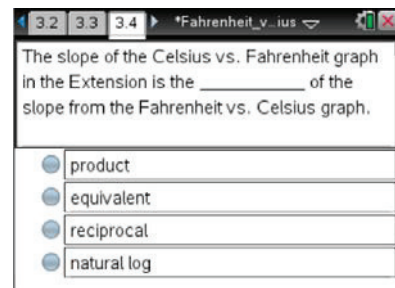 3.2 3.3 3.4 *Fahrenheit_v...ius
The slope of the Celsius vs. Fahrenheit graph
in the Extension is the __________ of the
slope from the Fahrenheit vs. Celsius graph.
product
equivalent
reciprocal
natural log